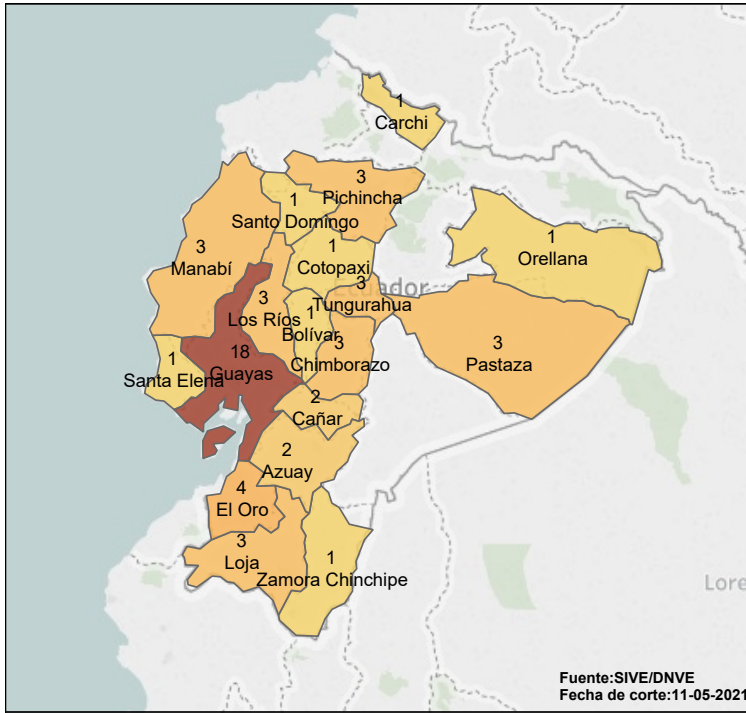 1
Carchi
3
Pichincha
1
Santo Domingo
3
Manabí
1
Cotopaxi
1
Orellana
Ecuador
3
Tungurahua
3
Los Ríos
1
Bolívar
3
Chimborazo
3
Pastaza
18
Guayas
1
Santa Elena
2
Cañar
2
Azuay
4
El Oro
3
Loja
1
Zamora Chinchipe
Lore
Fuente:SIVE/DNVE
Fecha de corte:11-05-2021